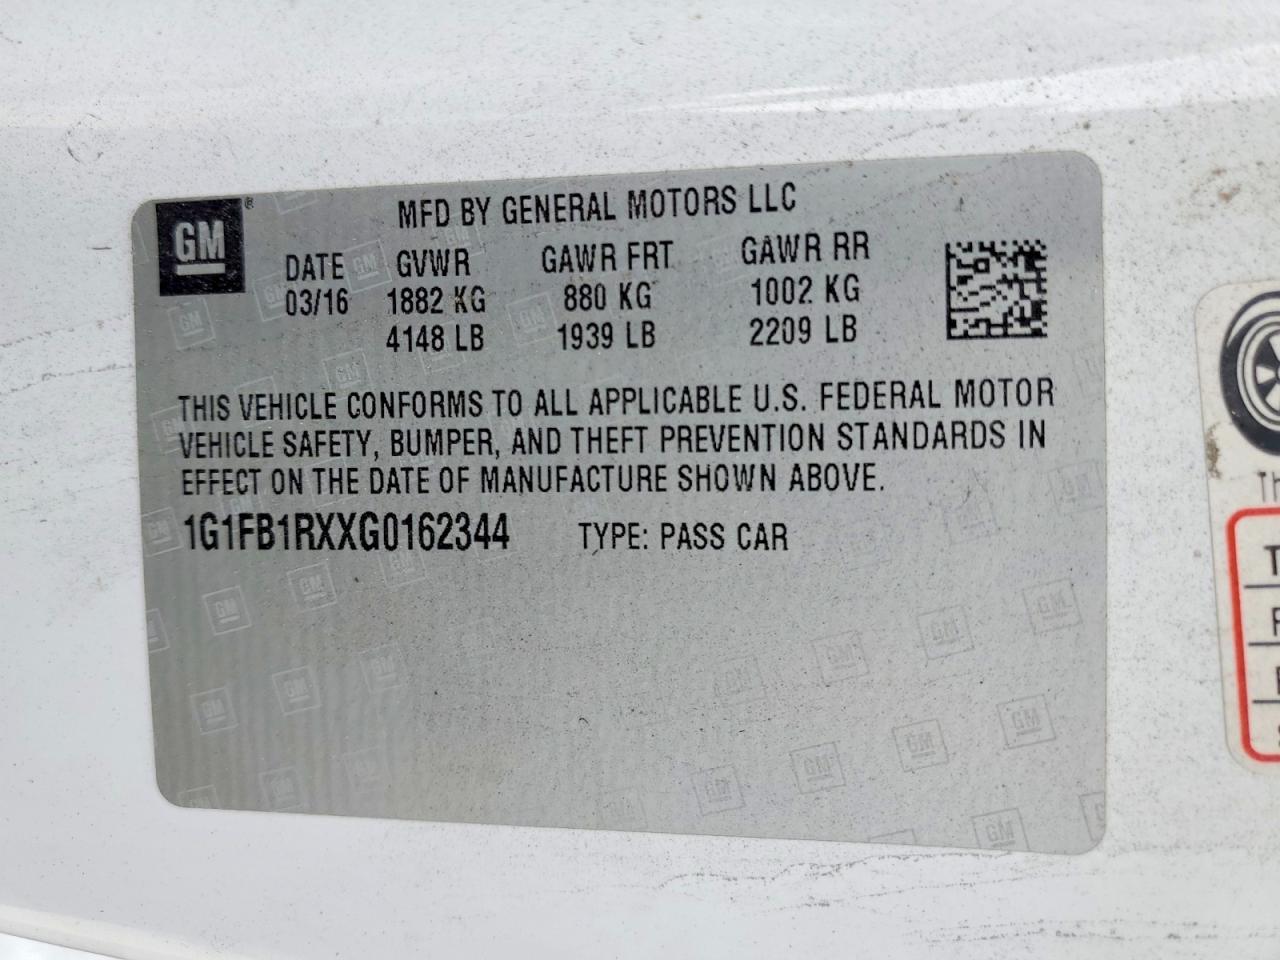 GM®
MFD BY GENERAL MOTORS LLC
DATE GVWR GAWR FRT GAWR RR
03/16 1882 KG 880 KG 1002 KG
4148 LB 1939 LB 2209 LB
THIS VEHICLE CONFORMS TO ALL APPLICABLE U.S. FEDERAL MOTOR
VEHICLE SAFETY, BUMPER, AND THEFT PREVENTION STANDARDS IN
EFFECT ON THE DATE OF MANUFACTURE SHOWN ABOVE.
1G1FB1RXXG0162344 TYPE: PASS CAR